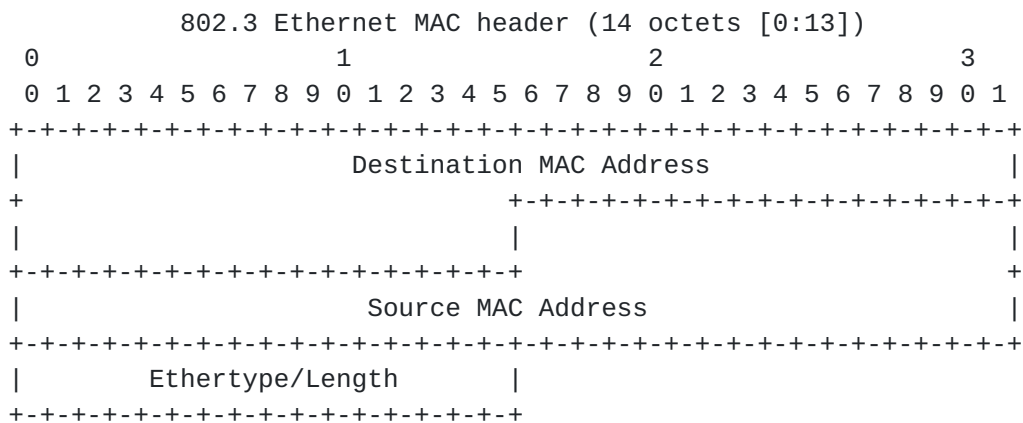 802.3 Ethernet MAC header (14 octets [0:13])
 0                   1                   2                   3
 0 1 2 3 4 5 6 7 8 9 0 1 2 3 4 5 6 7 8 9 0 1 2 3 4 5 6 7 8 9 0 1
+-+-+-+-+-+-+-+-+-+-+-+-+-+-+-+-+-+-+-+-+-+-+-+-+-+-+-+-+-+-+-+-+
|                     Destination MAC Address                   |
+                               +-+-+-+-+-+-+-+-+-+-+-+-+-+-+-+-+
|                               |                               |
+-+-+-+-+-+-+-+-+-+-+-+-+-+-+-+-+                               +
|                      Source MAC Address                       |
+-+-+-+-+-+-+-+-+-+-+-+-+-+-+-+-+-+-+-+-+-+-+-+-+-+-+-+-+-+-+-+-+
|        Ethertype/Length       |
+-+-+-+-+-+-+-+-+-+-+-+-+-+-+-+-+